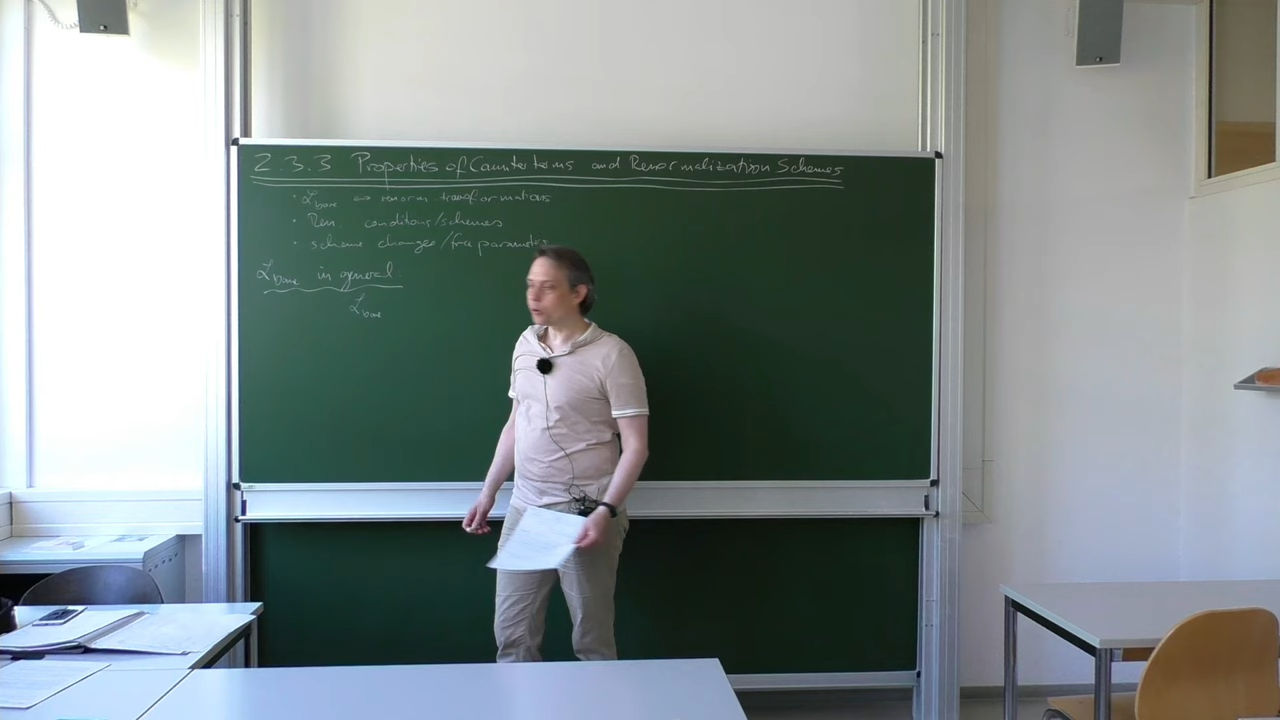 2.3.3 Properties of Counterterms and Renormalization Schemes
· ℒ_bare ↔ renorm transformations
· Ren. conditions/schemes
· scheme changes/free parameter
ℒ_bare in general
ℒ_bare